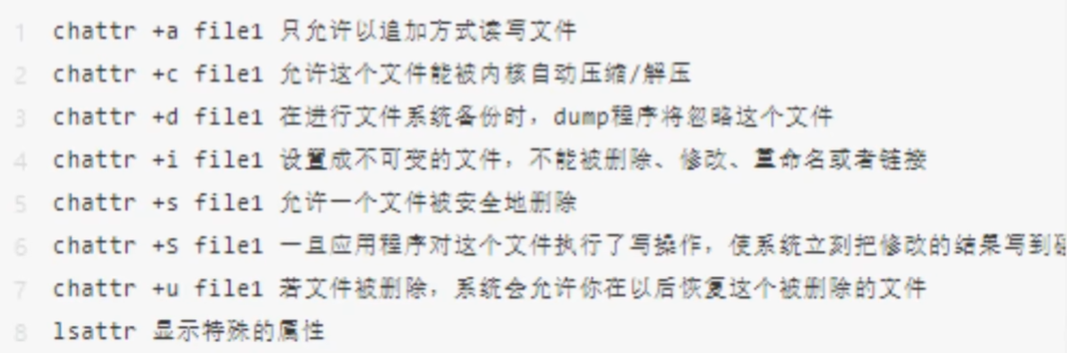 1 chattr +a file1 只允许以追加方式读写文件
2 chattr +c file1 允许这个文件能被内核自动压缩/解压
3 chattr +d file1 在进行文件系统备份时，dump程序将忽略这个文件
4 chattr +i file1 设置成不可变的文件，不能被删除、修改、重命名或者链接
5 chattr +s file1 允许一个文件被安全地删除
6 chattr +S file1 一旦应用程序对这个文件执行了写操作，使系统立刻把修改的结果写到
7 chattr +u file1 若文件被删除，系统会允许你在以后恢复这个被删除的文件
8 lsattr 显示特殊的属性